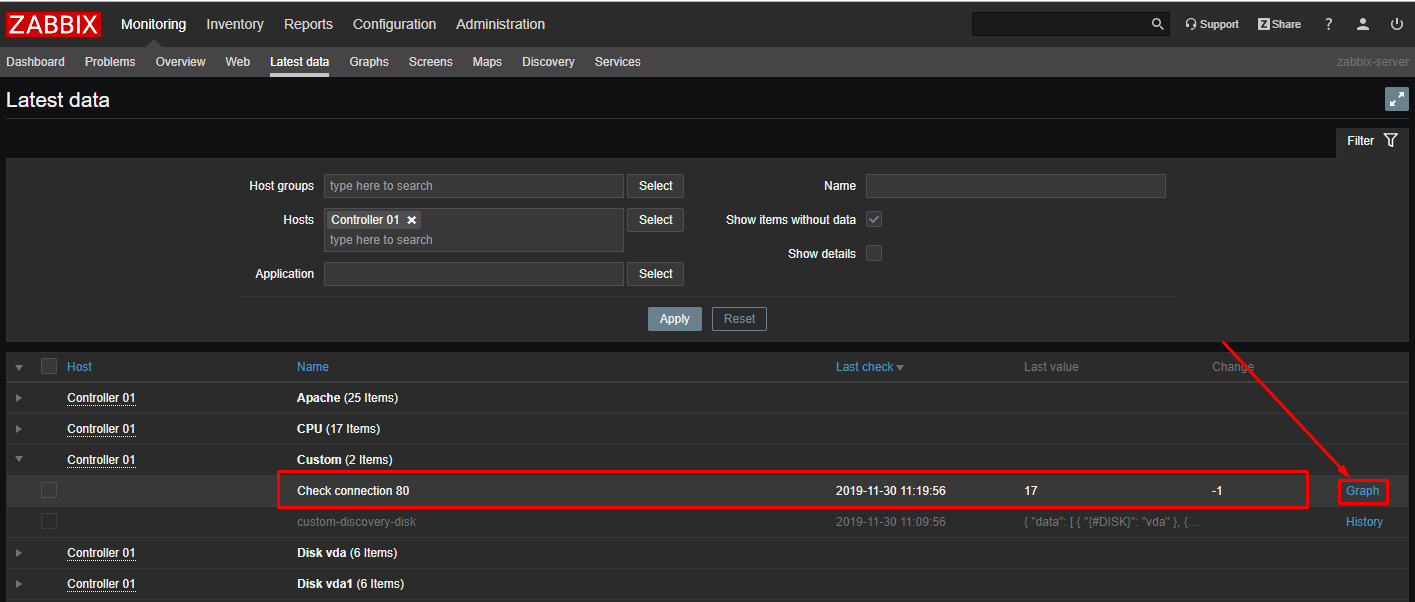 ZABBIX Monitoring Inventory Reports Configuration Administration Support Z Share ?
Dashboard Problems Overview Web Latest data Graphs Screens Maps Discovery Services zabbix-server
Latest data
Filter
Host groups type here to search Select Name
Hosts Controller 01 Select Show items without data
type here to search
Show details
Application Select
Apply Reset
Host Name Last check Last value Change
Controller 01 Apache (25 Items)
Controller 01 CPU (17 Items)
Controller 01 Custom (2 Items)
Check connection 80 2019-11-30 11:19:56 17 -1 Graph
custom-discovery-disk 2019-11-30 11:09:56 { "data": [ { "{#DISK}": "vda" }, {... History
Controller 01 Disk vda (6 Items)
Controller 01 Disk vda1 (6 Items)